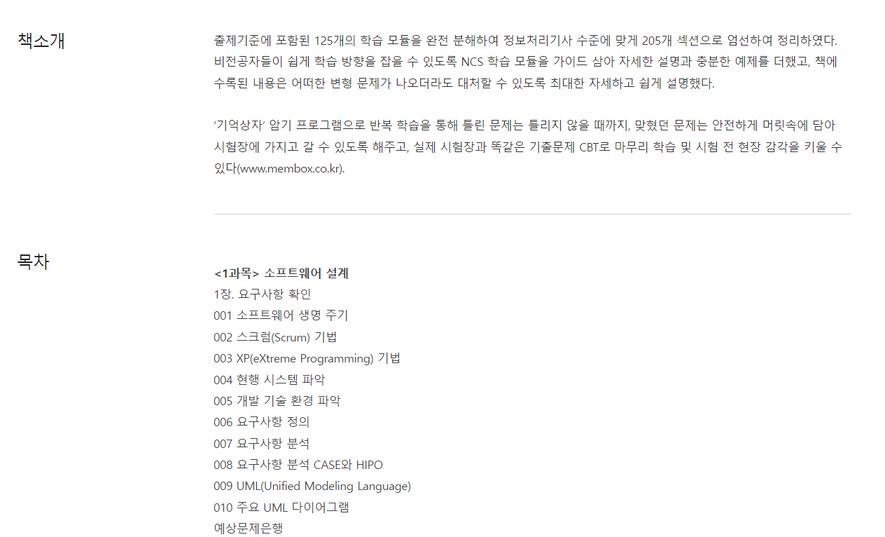 책소개
출제기준에 포함된 125개의 학습 모듈을 완전 분해하여 정보처리기사 수준에 맞게 205개 섹션으로 엄선하여 정리하였다.
비전공자들이 쉽게 학습 방향을 잡을 수 있도록 NCS 학습 모듈을 가이드 삼아 자세한 설명과 충분한 예제를 더했고, 책에
수록된 내용은 어떠한 변형 문제가 나오더라도 대처할 수 있도록 최대한 자세하고 쉽게 설명했다.
‘기억상자’ 암기 프로그램으로 반복 학습을 통해 틀린 문제는 틀리지 않을 때까지, 맞혔던 문제는 안전하게 머릿속에 담아
시험장에 가지고 갈 수 있도록 해주고, 실제 시험장과 똑같은 기출문제 CBT로 마무리 학습 및 시험 전 현장 감각을 키울 수
있다(www.membox.co.kr).
목차
<1과목> 소프트웨어 설계
1장. 요구사항 확인
001 소프트웨어 생명 주기
002 스크럼(Scrum) 기법
003 XP(eXtreme Programming) 기법
004 현행 시스템 파악
005 개발 기술 환경 파악
006 요구사항 정의
007 요구사항 분석
008 요구사항 분석 CASE와 HIPO
009 UML(Unified Modeling Language)
010 주요 UML 다이어그램
예상문제은행